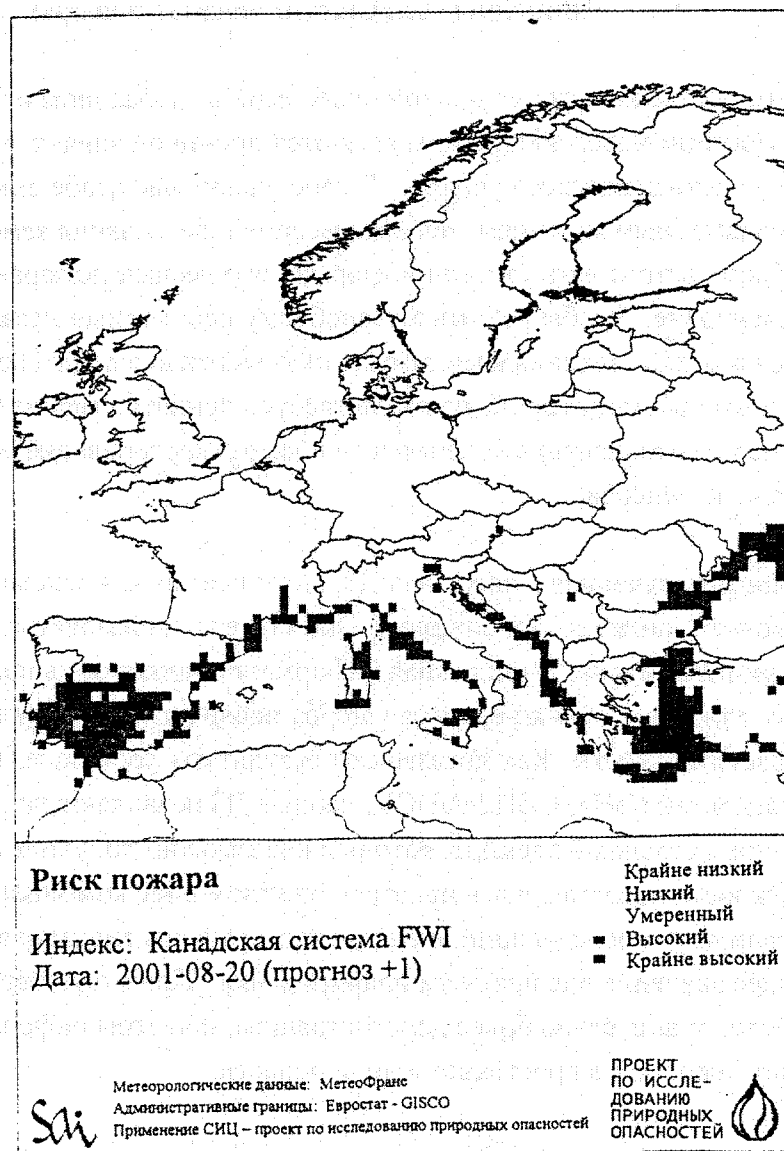 Риск пожара
Индекс: Канадская система FWI
Дата: 2001-08-20 (прогноз +1)
Крайне низкий
Низкий
Умеренный
Высокий
Крайне высокий
Sai
Метеорологические данные: МетеоФранс
Административные границы: Евростат - GISCO
Применение СИЦ – проект по исследованию природных опасностей
ПРОЕКТ
ПО ИССЛЕ-
ДОВАНИЮ
ПРИРОДНЫХ
ОПАСНОСТЕЙ